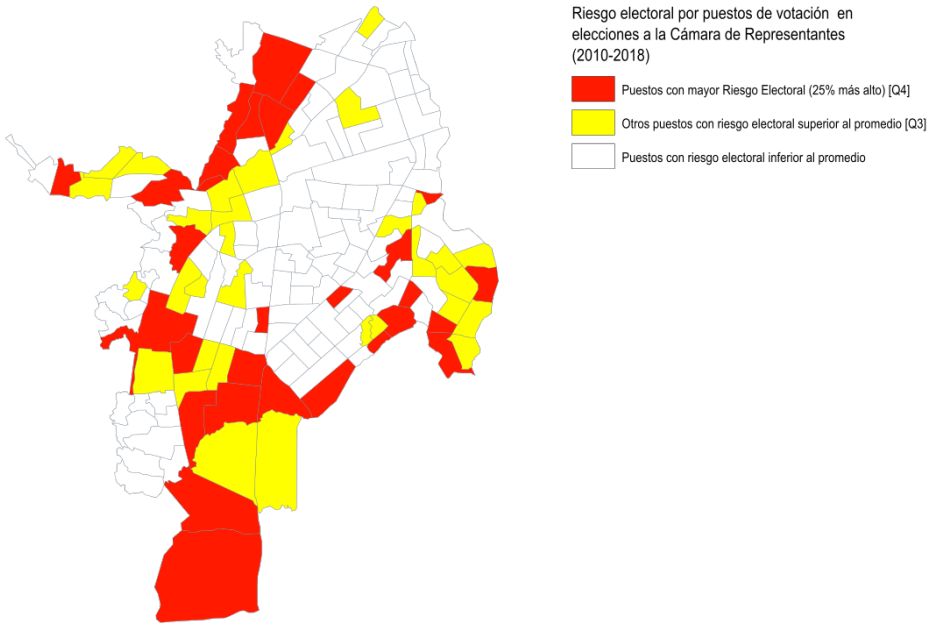 Riesgo electoral por puestos de votación en
elecciones a la Cámara de Representantes
(2010-2018)
Puestos con mayor Riesgo Electoral (25% más alto) [Q4]
Otros puestos con riesgo electoral superior al promedio [Q3]
Puestos con riesgo electoral inferior al promedio